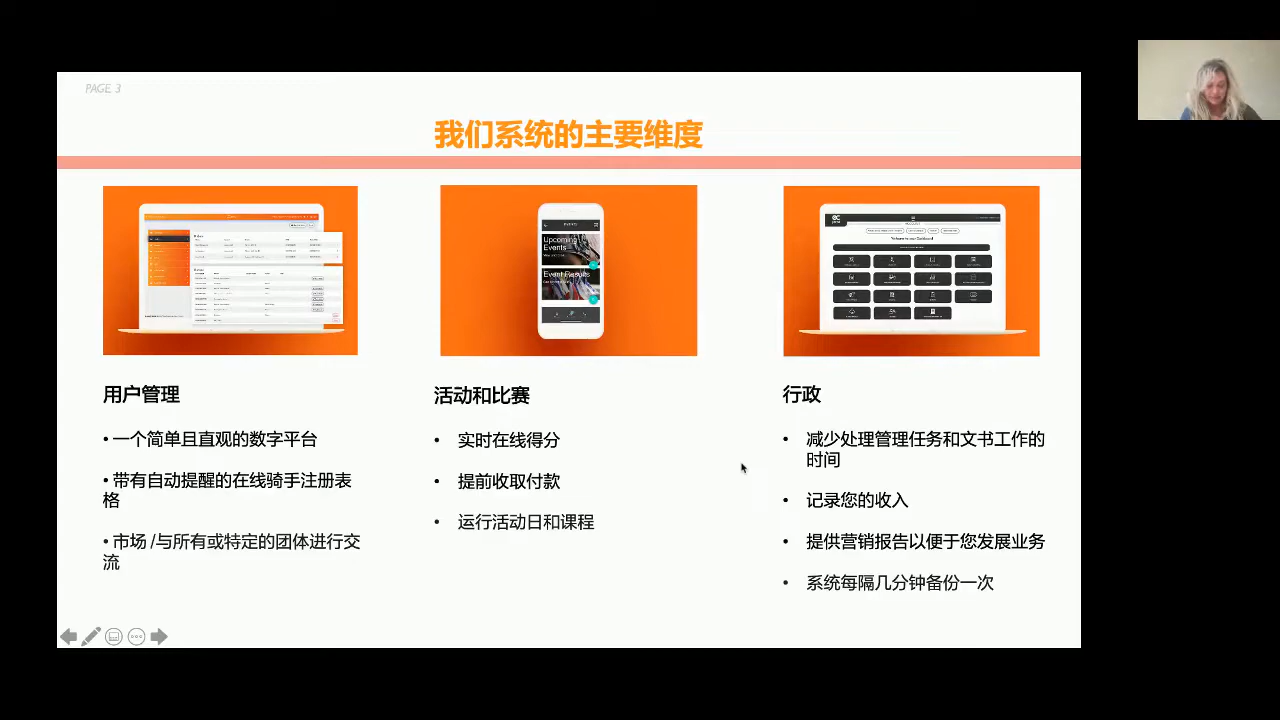 PAGE 3
我们系统的主要维度
Upcoming
Events
Event Results
用户管理
• 一个简单且直观的数字平台
• 带有自动提醒的在线骑手注册表
格
• 市场 /与所有或特定的团体进行交
流
活动和比赛
• 实时在线得分
• 提前收取付款
• 运行活动日和课程
行政
• 减少处理管理任务和文书工作的
时间
• 记录您的收入
• 提供营销报告以便于您发展业务
• 系统每隔几分钟备份一次